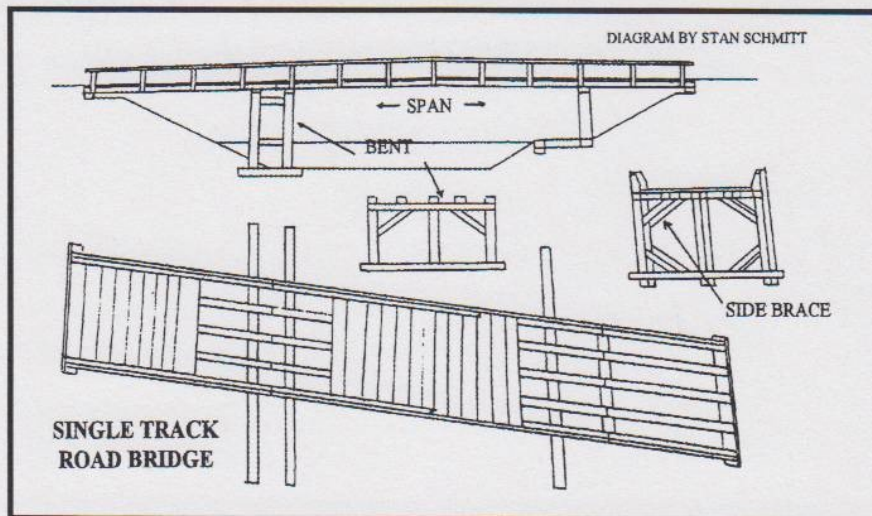 DIAGRAM BY STAN SCHMITT
SPAN
BENT
SIDE BRACE
SINGLE TRACK
ROAD BRIDGE